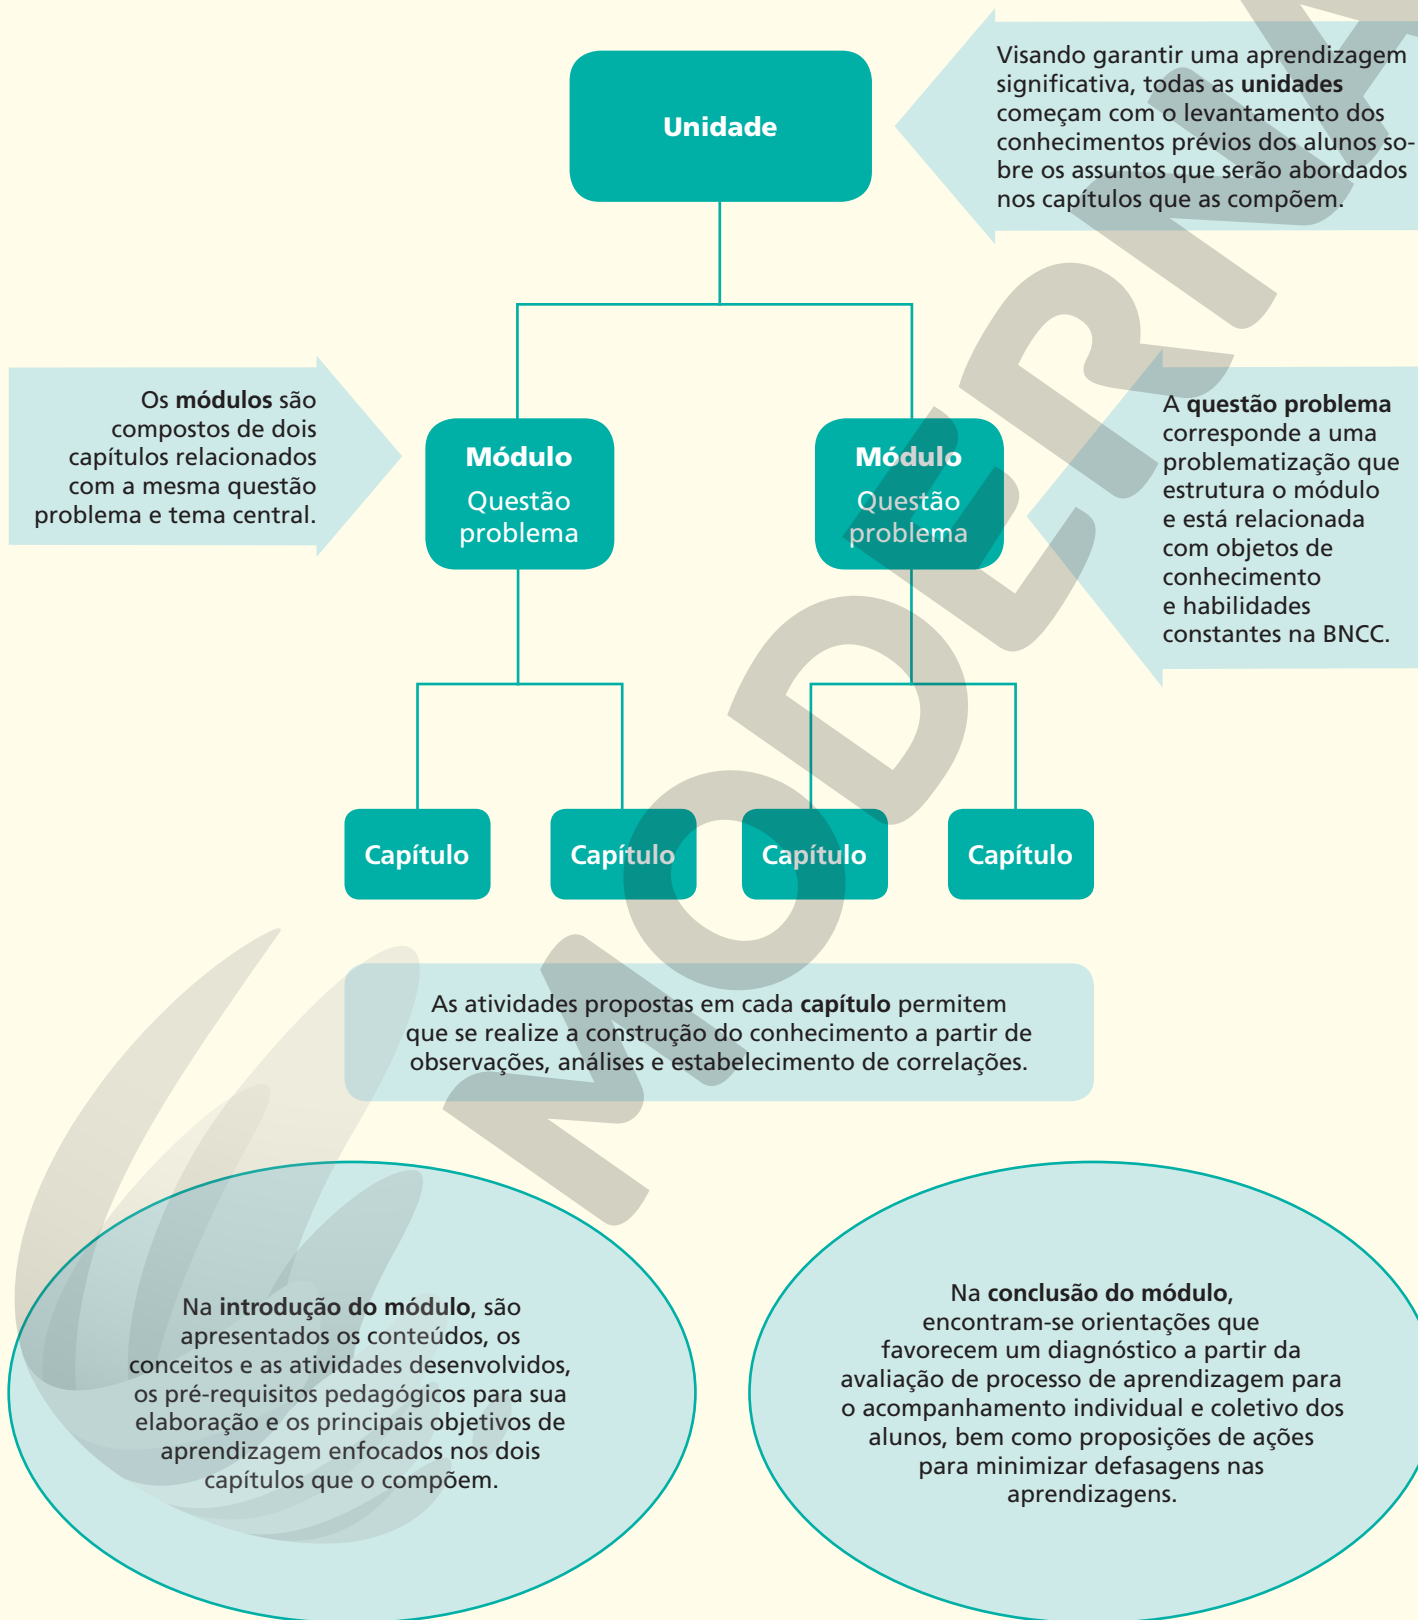 Unidade
Visando garantir uma aprendizagem
significativa, todas as unidades
começam com o levantamento dos
conhecimentos prévios dos alunos so-
bre os assuntos que serão abordados
nos capítulos que as compõem.
Os módulos são
compostos de dois
capítulos relacionados
com a mesma questão
problema e tema central.
Módulo
Questão
problema
Módulo
Questão
problema
A questão problema
corresponde a uma
problematização que
estrutura o módulo
e está relacionada
com objetos de
conhecimento
e habilidades
constantes na BNCC.
Capítulo
Capítulo
Capítulo
Capítulo
As atividades propostas em cada capítulo permitem
que se realize a construção do conhecimento a partir de
observações, análises e estabelecimento de correlações.
Na introdução do módulo, são
apresentados os conteúdos, os
conceitos e as atividades desenvolvidos,
os pré-requisitos pedagógicos para sua
elaboração e os principais objetivos de
aprendizagem enfocados nos dois
capítulos que o compõem.
Na conclusão do módulo,
encontram-se orientações que
favorecem um diagnóstico a partir da
avaliação de processo de aprendizagem para
o acompanhamento individual e coletivo dos
alunos, bem como proposições de ações
para minimizar defasagens nas
aprendizagens.
MODERNA